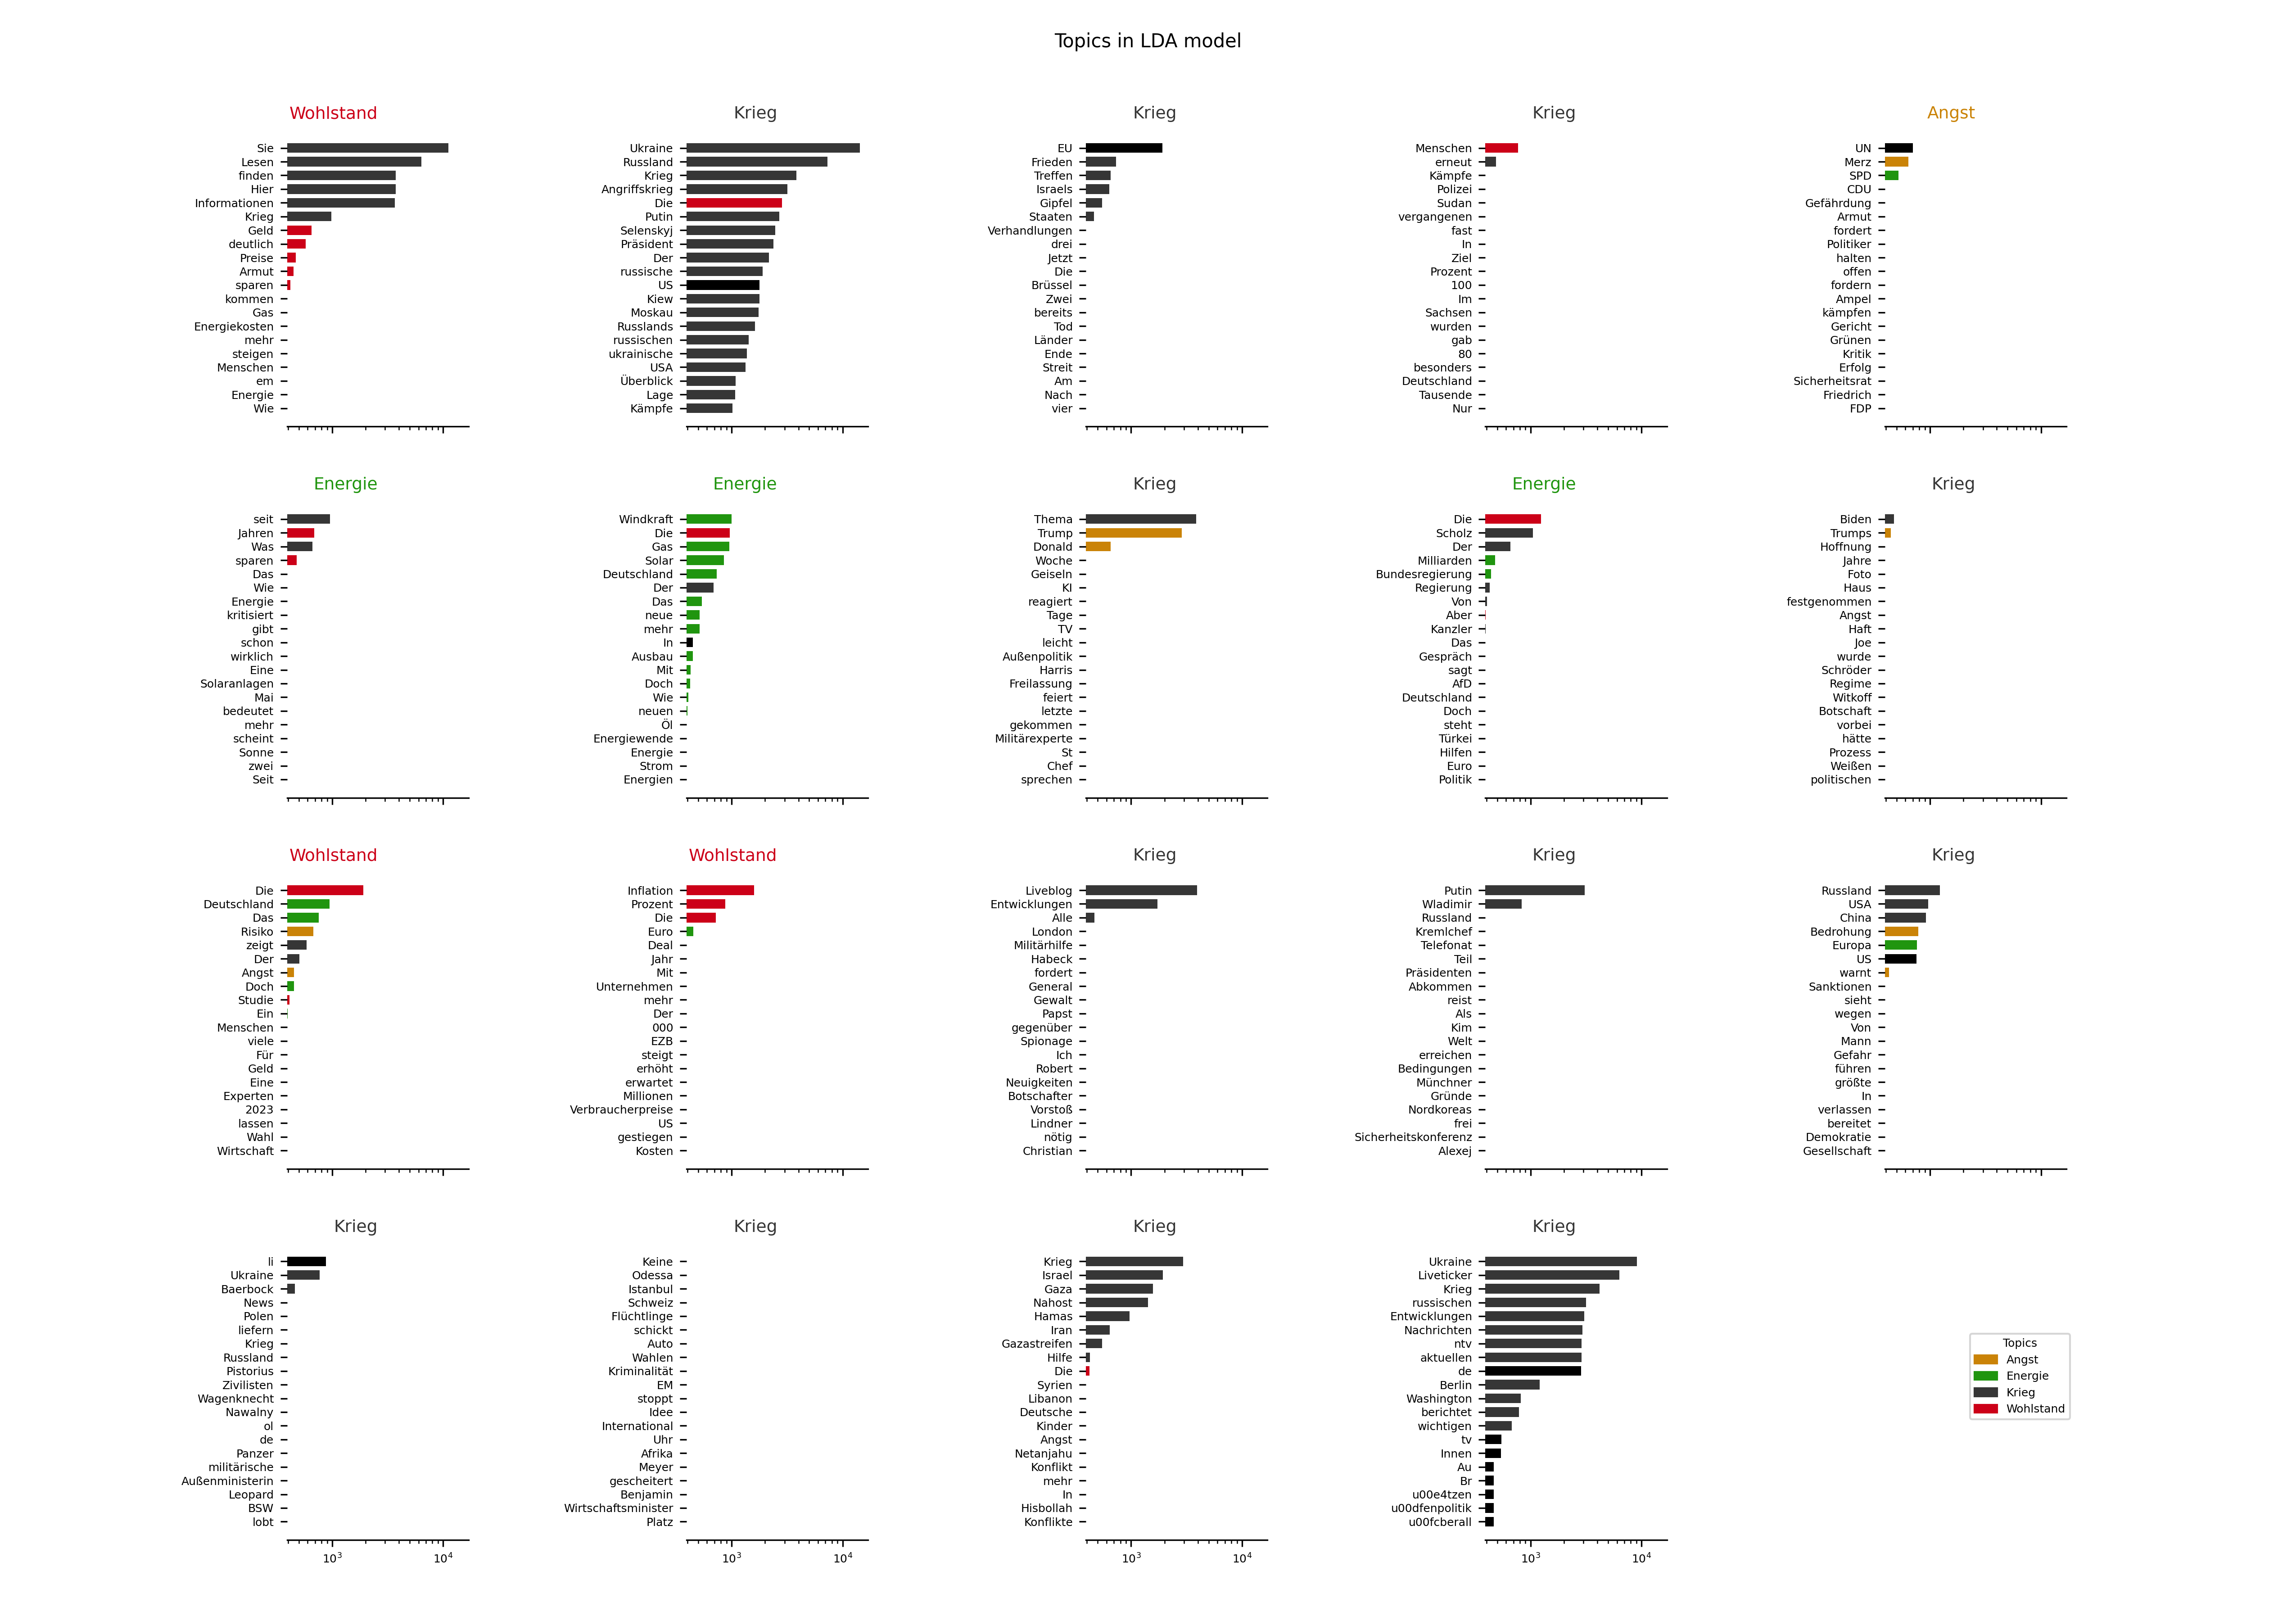 Topics in LDA model
Wohlstand
Sie
Lesen
finden
Hier
Informationen
Krieg
Geld
deutlich
Preise
Armut
sparen
kommen
Gas
Energiekosten
mehr
steigen
Menschen
em
Energie
Wie
Krieg
Ukraine
Russland
Krieg
Angriffskrieg
Die
Putin
Selenskyj
Präsident
Der
russische
US
Kiew
Moskau
Russlands
russischen
ukrainische
USA
Überblick
Lage
Kämpfe
Krieg
EU
Frieden
Treffen
Israels
Gipfel
Staaten
Verhandlungen
drei
Jetzt
Die
Brüssel
Zwei
bereits
Tod
Länder
Ende
Streit
Am
Nach
vier
Krieg
Menschen
erneut
Kämpfe
Polizei
Sudan
vergangenen
fast
In
Ziel
Prozent
100
Im
Sachsen
wurden
gab
80
besonders
Deutschland
Tausende
Nur
Angst
UN
Merz
SPD
CDU
Gefährdung
Armut
fordert
Politiker
halten
offen
fordern
Ampel
kämpfen
Gericht
Grünen
Kritik
Erfolg
Sicherheitsrat
Friedrich
FDP
Energie
seit
Jahren
Was
sparen
Das
Wie
Energie
kritisiert
gibt
schon
wirklich
Eine
Solaranlagen
Mai
bedeutet
mehr
scheint
Sonne
zwei
Seit
Energie
Windkraft
Die
Gas
Solar
Deutschland
Der
Das
neue
mehr
In
Ausbau
Mit
Doch
Wie
neuen
Öl
Energiewende
Energie
Strom
Energien
Krieg
Thema
Trump
Donald
Woche
Geiseln
KI
reagiert
Tage
TV
leicht
Außenpolitik
Harris
Freilassung
feiert
letzte
gekommen
Militärexperte
St
Chef
sprechen
Energie
Die
Scholz
Der
Milliarden
Bundesregierung
Regierung
Von
Aber
Kanzler
Das
Gespräch
sagt
AfD
Deutschland
Doch
steht
Türkei
Hilfen
Euro
Politik
Krieg
Biden
Trumps
Hoffnung
Jahre
Foto
Haus
festgenommen
Angst
Haft
Joe
wurde
Schröder
Regime
Witkoff
Botschaft
vorbei
hätte
Prozess
Weißen
politischen
Wohlstand
Die
Deutschland
Das
Risiko
zeigt
Der
Angst
Doch
Studie
Ein
Menschen
viele
Für
Geld
Eine
Experten
2023
lassen
Wahl
Wirtschaft
Wohlstand
Inflation
Prozent
Die
Euro
Deal
Jahr
Mit
Unternehmen
mehr
Der
000
EZB
steigt
erhöht
erwartet
Millionen
Verbraucherpreise
US
gestiegen
Kosten
Krieg
Liveblog
Entwicklungen
Alle
London
Militärhilfe
Habeck
fordert
General
Gewalt
Papst
gegenüber
Spionage
Ich
Robert
Neuigkeiten
Botschafter
Vorstoß
Lindner
nötig
Christian
Krieg
Putin
Wladimir
Russland
Kremlchef
Telefonat
Teil
Präsidenten
Abkommen
reist
Als
Kim
Welt
erreichen
Bedingungen
Münchner
Gründe
Nordkoreas
frei
Sicherheitskonferenz
Alexej
Krieg
Russland
USA
China
Bedrohung
Europa
US
warnt
Sanktionen
sieht
wegen
Von
Mann
Gefahr
führen
größte
In
verlassen
bereitet
Demokratie
Gesellschaft
Krieg
li
Ukraine
Baerbock
News
Polen
liefern
Krieg
Russland
Pistorius
Zivilisten
Wagenknecht
Nawalny
ol
de
Panzer
militärische
Außenministerin
Leopard
BSW
lobt
10³
10⁴
Krieg
Keine
Odessa
Istanbul
Schweiz
Flüchtlinge
schickt
Auto
Wahlen
Kriminalität
EM
stoppt
Idee
International
Uhr
Afrika
Meyer
gescheitert
Benjamin
Wirtschaftsminister
Platz
10³
10⁴
Krieg
Krieg
Israel
Gaza
Nahost
Hamas
Iran
Gazastreifen
Hilfe
Die
Syrien
Libanon
Deutsche
Kinder
Angst
Netanjahu
Konflikt
mehr
In
Hisbollah
Konflikte
10³
10⁴
Krieg
Ukraine
Liveticker
Krieg
russischen
Entwicklungen
Nachrichten
ntv
aktuellen
de
Berlin
Washington
berichtet
wichtigen
tv
Innen
Au
Br
u00e4tzen
u00dfenpolitik
u00fcberall
10³
10⁴
Topics
Angst
Energie
Krieg
Wohlstand